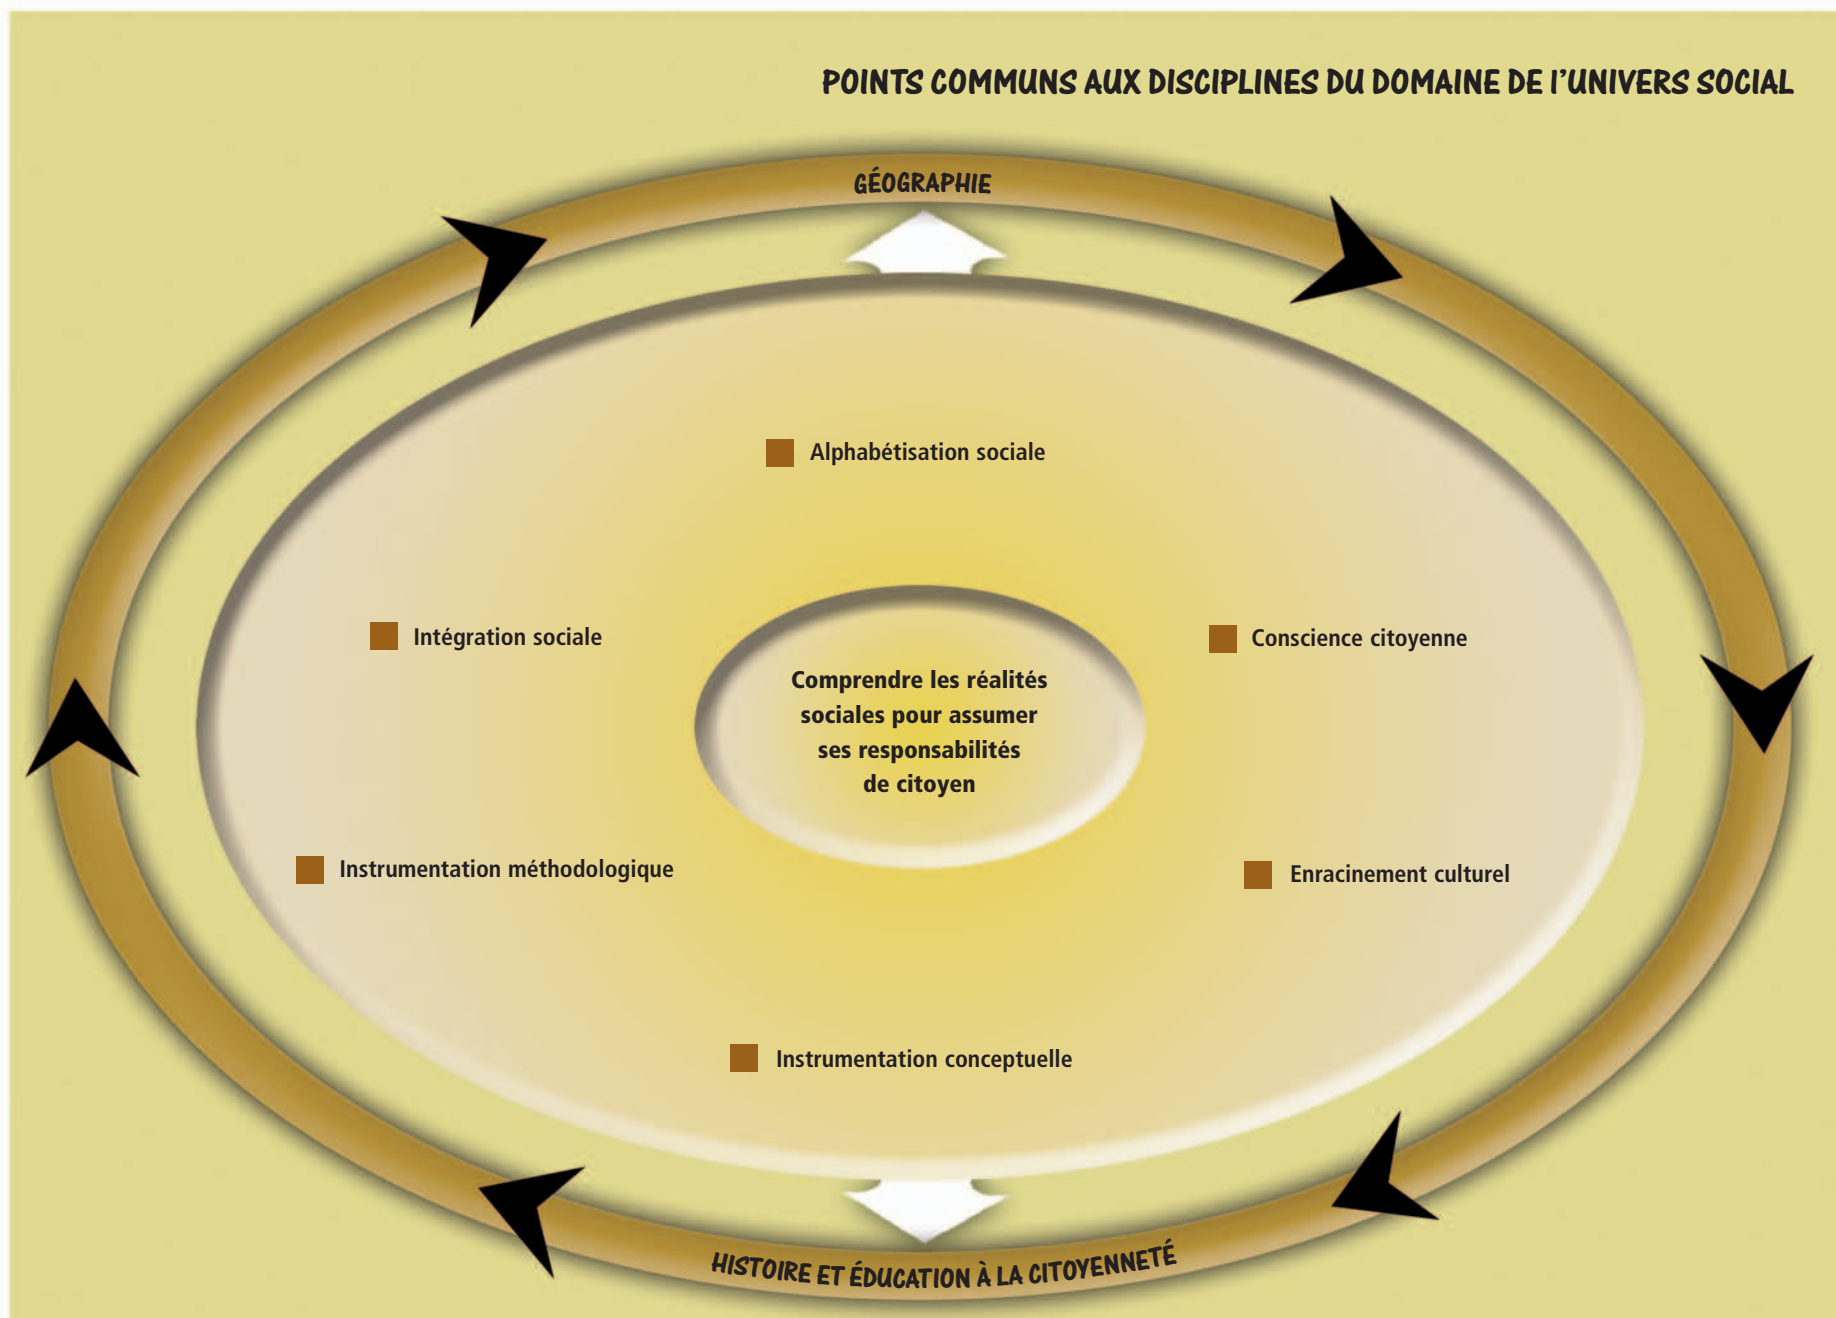 POINTS COMMUNS AUX DISCIPLINES DU DOMAINE DE l'UNIVERS SOCIAL
GÉOGRAPHIE
Alphabétisation sociale
Intégration sociale
Conscience citoyenne
Comprendre les réalités
sociales pour assumer
ses responsabilités
de citoyen
Instrumentation méthodologique
Enracinement culturel
Instrumentation conceptuelle
HISTOIRE ET ÉDUCATION À LA CITOYENNETÉ